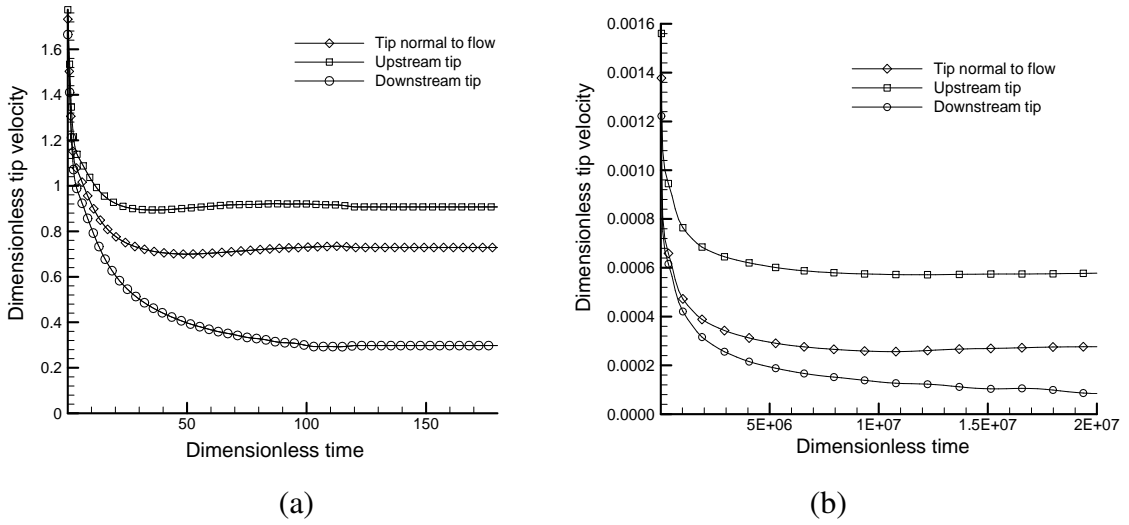 Dimensionless tip velocity
1.6
1.4
1.2
1
0.8
0.6
0.4
0.2
0
50
100
150
Dimensionless time
Tip normal to flow
Upstream tip
Downstream tip
(a)
Dimensionless tip velocity
0.0016
0.0014
0.0012
0.0010
0.0008
0.0006
0.0004
0.0002
0.0000
5E+06
1E+07
1.5E+07
2E+07
Dimensionless time
Tip normal to flow
Upstream tip
Downstream tip
(b)